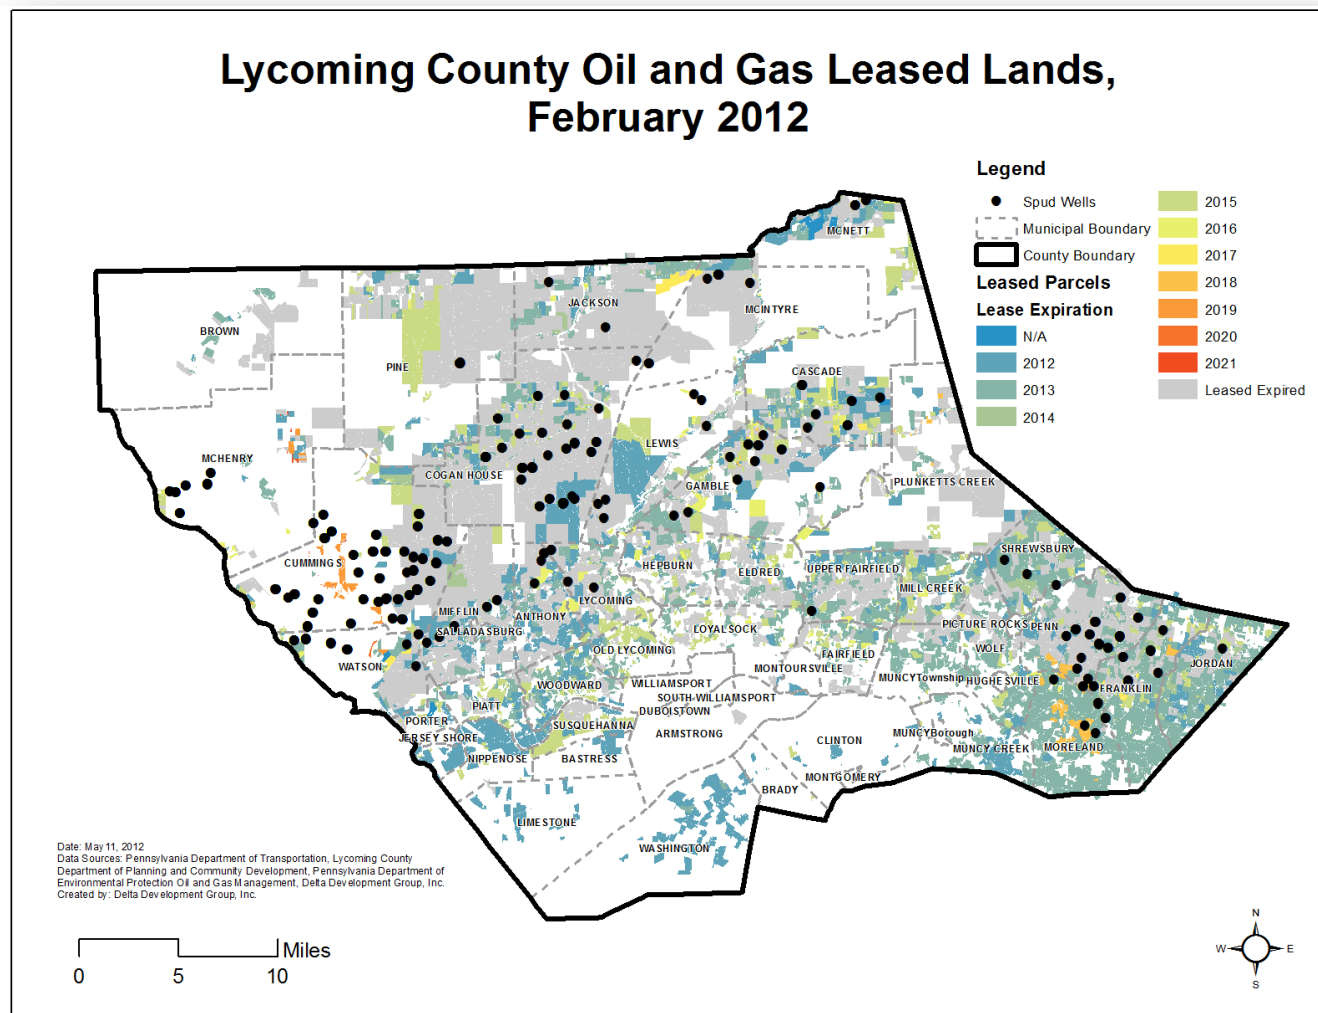 Lycoming County Oil and Gas Leased Lands,
February 2012
Legend
Spud Wells
Municipal Boundary
County Boundary
Leased Parcels
Lease Expiration
N/A
2012
2013
2014
2015
2016
2017
2018
2019
2020
2021
Leased Expired
MCNETT
JACKSON
MCINTYRE
BROWN
PINE
CASCADE
LEWIS
MCHENRY
COGAN HOUSE
GAMBLE
PLUNKETTS CREEK
SHREWSBURY
CUMMINGS
HEPBURN
ELDRED
UPPER FAIRFIELD
MILL CREEK
LYCOMING
MIFFLIN
ANTHONY
SALLADASBURG
LOYALSOCK
PICTURE ROCKS
PENN
OLD LYCOMING
FAIRFIELD
WOLF
WATSON
MONTOURSVILLE
JORDAN
MUNCYTownship
HUGHESVILLE
FRANKLIN
WOODWARD
WILLIAMSPORT
SOUTH WILLIAMSPORT
PIATT
DUBOISTOWN
PORTER
SUSQUEHANNA
ARMSTRONG
MUNCYBorough
JERSEY SHORE
CLINTON
MUNCY CREEK
MORELAND
NIPPENOSE
BASTRESS
MONTGOMERY
BRADY
LIMESTONE
WASHINGTON
Date: May 11, 2012
Data Sources: Pennsylvania Department of Transportation, Lycoming County
Department of Planning and Community Development, Pennsylvania Department of
Environmental Protection Oil and Gas Management, Delta Development Group, Inc.
Created by: Delta Development Group, Inc.
Miles
0 5 10
N
W E
S